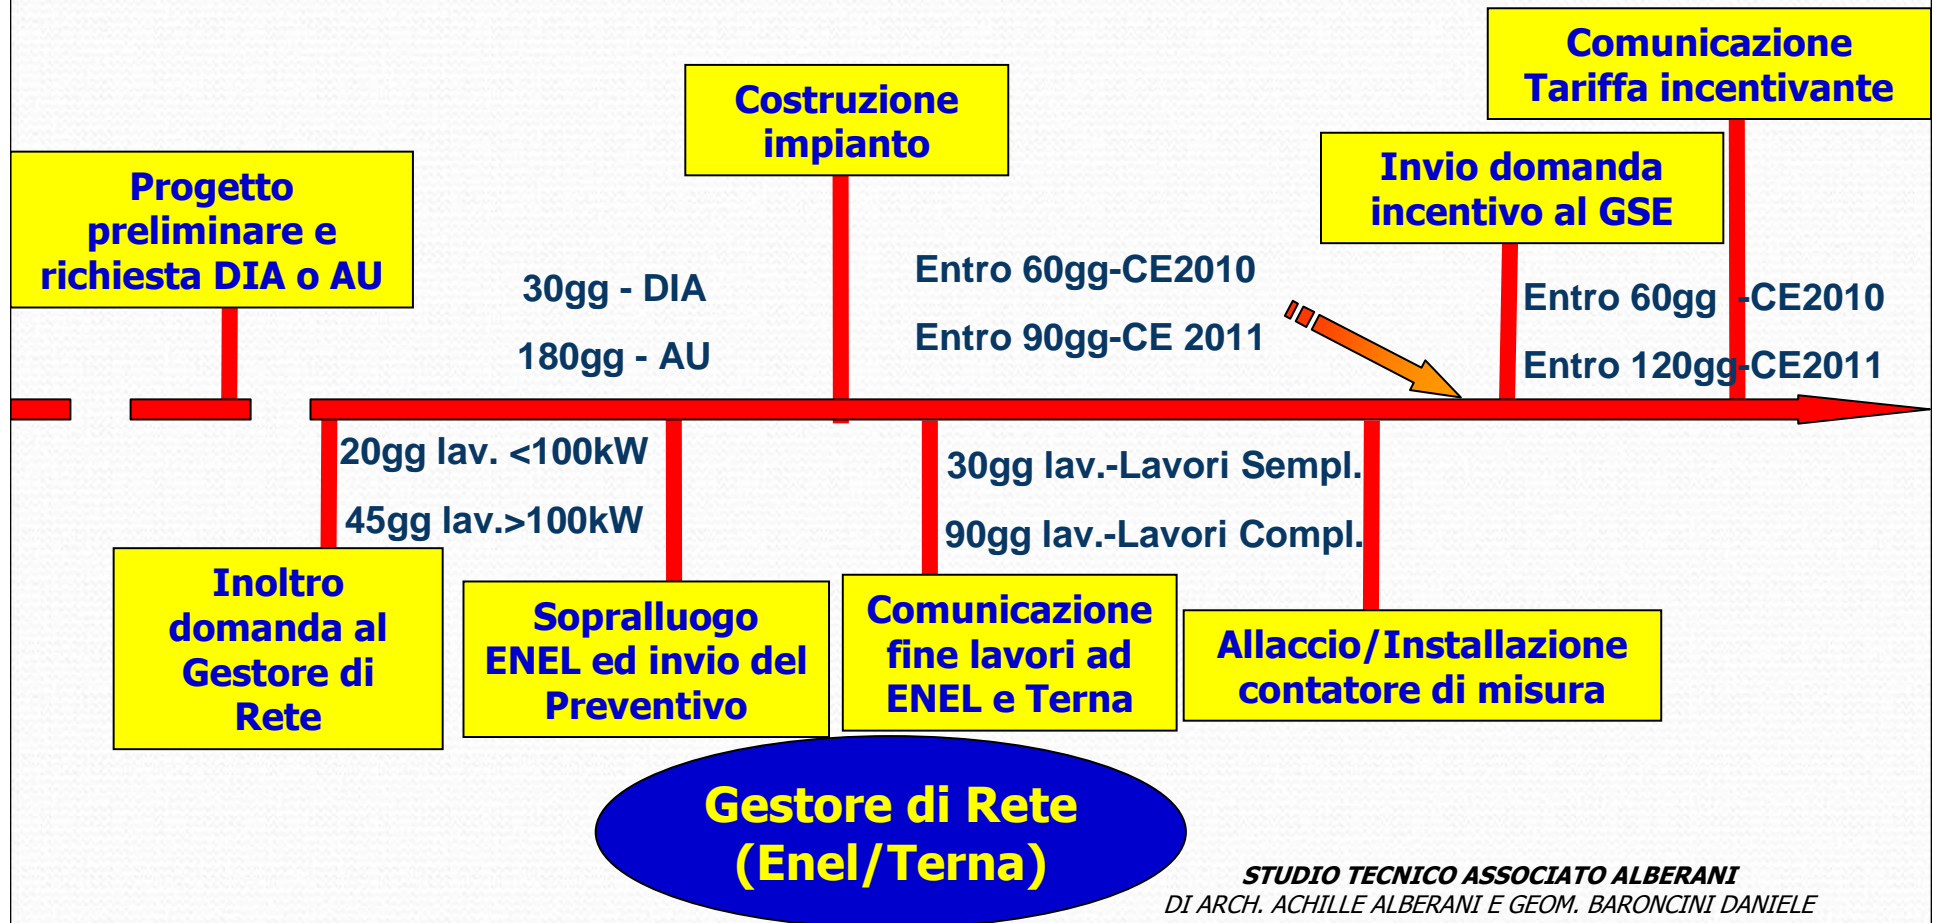 Comunicazione
Tariffa incentivante
Costruzione
impianto
Invio domanda
incentivo al GSE
Progetto
preliminare e
richiesta DIA o AU
30gg - DIA
180gg - AU
Entro 60gg-CE2010
Entro 90gg-CE 2011
Entro 60gg -CE2010
Entro 120gg-CE2011
20gg lav. <100kW
45gg lav.>100kW
30gg lav.-Lavori Sempl.
90gg lav.-Lavori Compl.
Inoltro
domanda al
Gestore di
Rete
Sopralluogo
ENEL ed invio del
Preventivo
Comunicazione
fine lavori ad
ENEL e Terna
Allaccio/Installazione
contatore di misura
Gestore di Rete
(Enel/Terna)
STUDIO TECNICO ASSOCIATO ALBERANI
DI ARCH. ACHILLE ALBERANI E GEOM. BARONCINI DANIELE